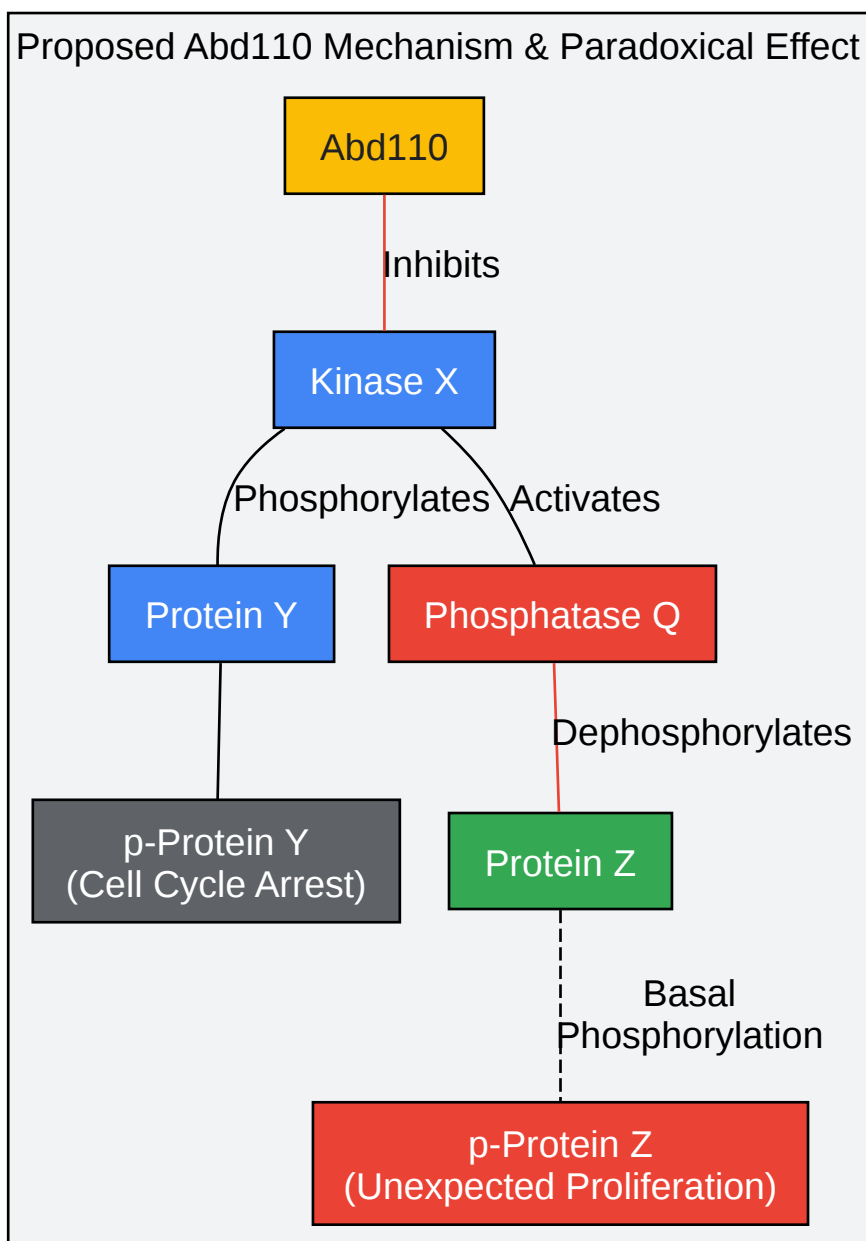 Proposed Abd110 Mechanism & Paradoxical Effect
Abd110
Inhibits
Kinase X
Phosphorylates
Activates
Protein Y
Phosphatase Q
Dephosphorylates
p-Protein Y
(Cell Cycle Arrest)
Protein Z
Basal
Phosphorylation
p-Protein Z
(Unexpected Proliferation)